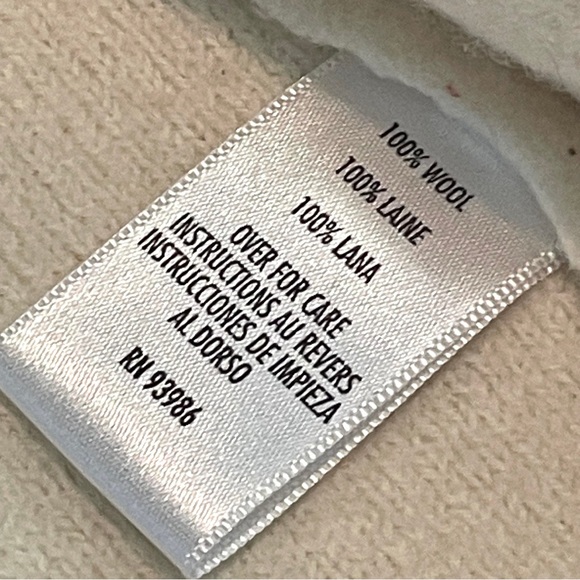 100% WOOL
100% LAINE
100% LANA
OVER FOR CARE
INSTRUCTIONS AU REVERS
INSTRUCCIONES DE IMPIEZA
AL DORSO
RN 93986